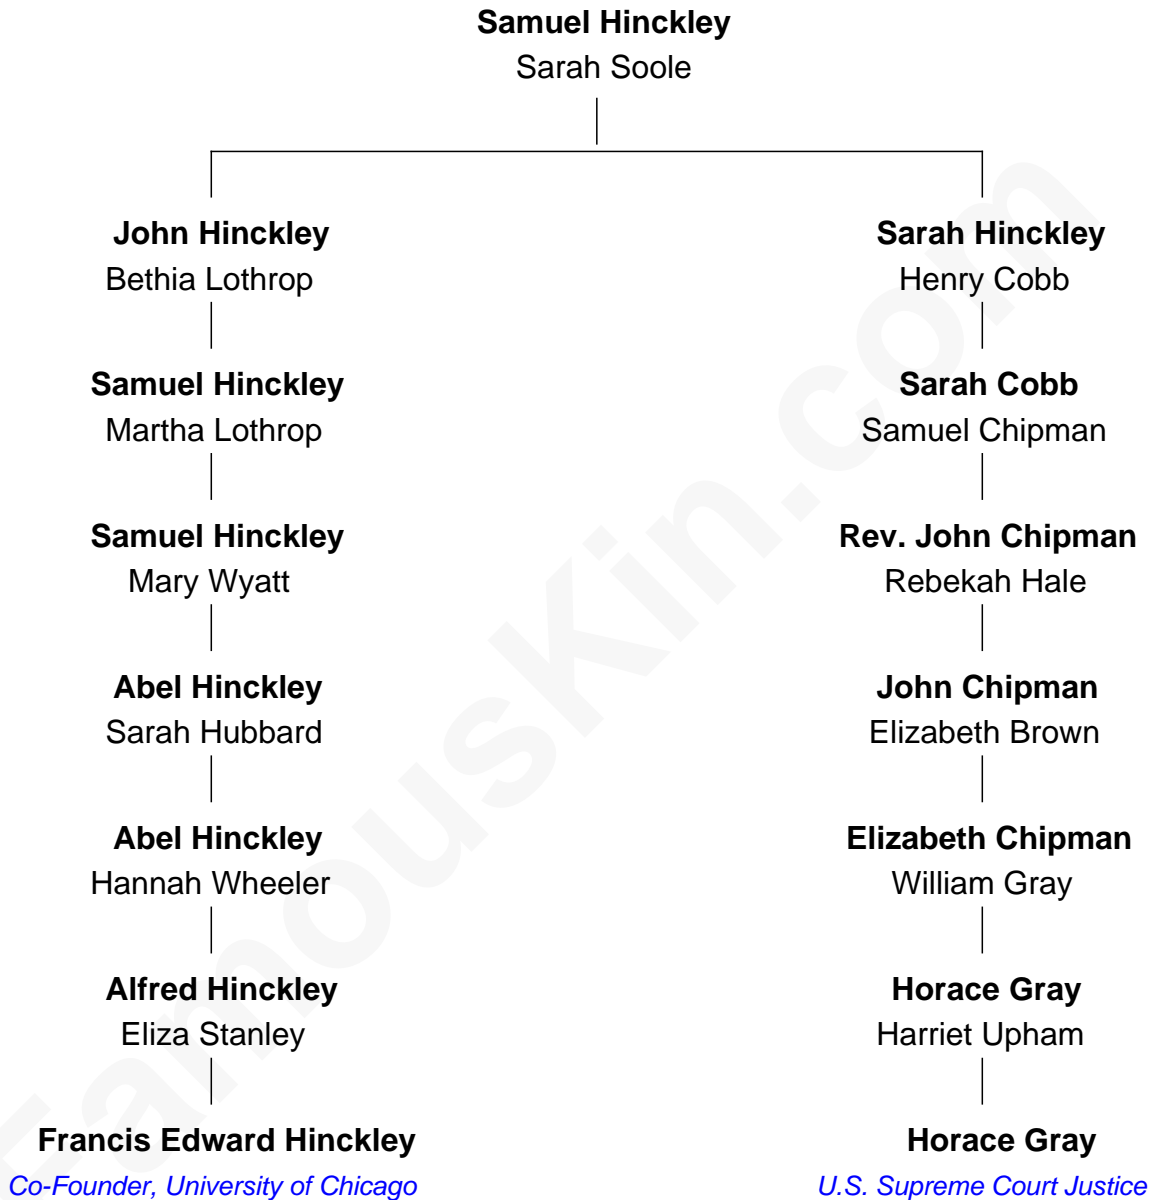 Samuel Hinckley
Sarah Soole
John Hinckley
Bethia Lothrop
Sarah Hinckley
Henry Cobb
Samuel Hinckley
Martha Lothrop
Sarah Cobb
Samuel Chipman
Samuel Hinckley
Mary Wyatt
Rev. John Chipman
Rebekah Hale
Abel Hinckley
Sarah Hubbard
John Chipman
Elizabeth Brown
Abel Hinckley
Hannah Wheeler
Elizabeth Chipman
William Gray
Alfred Hinckley
Eliza Stanley
Horace Gray
Harriet Upham
Francis Edward Hinckley
Co-Founder, University of Chicago
Horace Gray
U.S. Supreme Court Justice
FamousKin.com